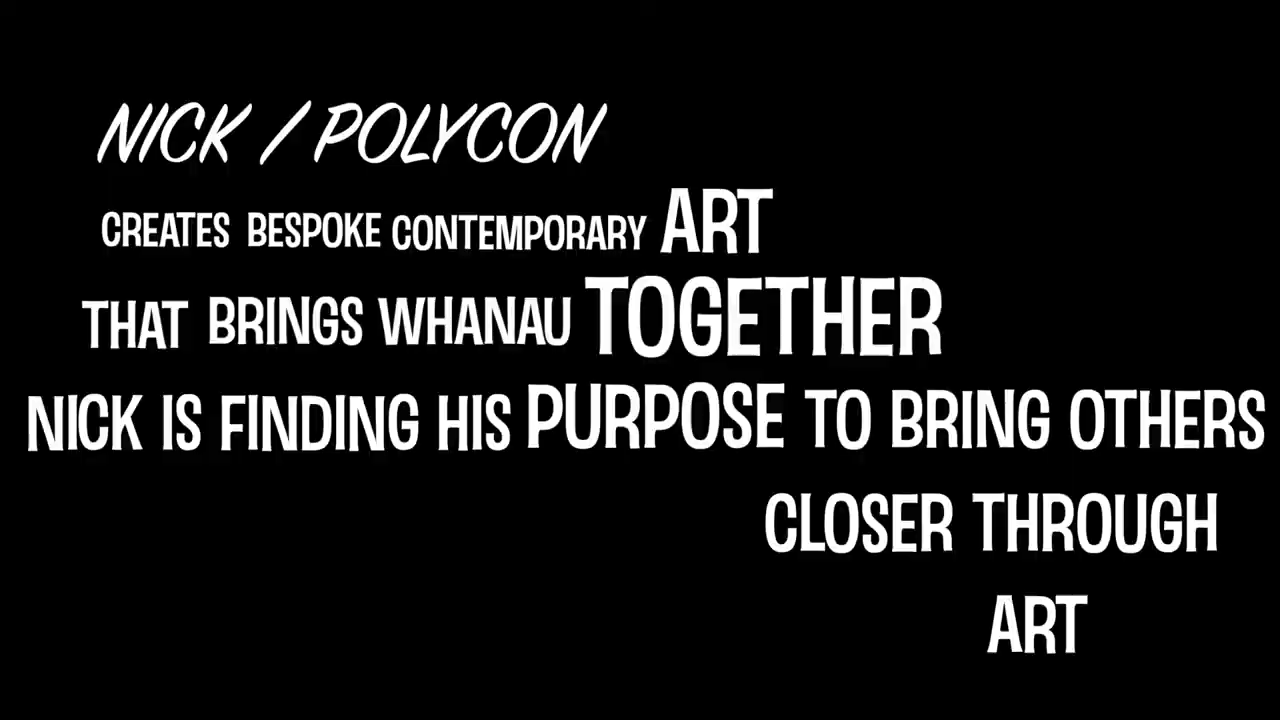 NICK / POLYCON
CREATES BESPOKE CONTEMPORARY ART
THAT BRINGS WHANAU TOGETHER
NICK IS FINDING HIS PURPOSE TO BRING OTHERS
CLOSER THROUGH
ART